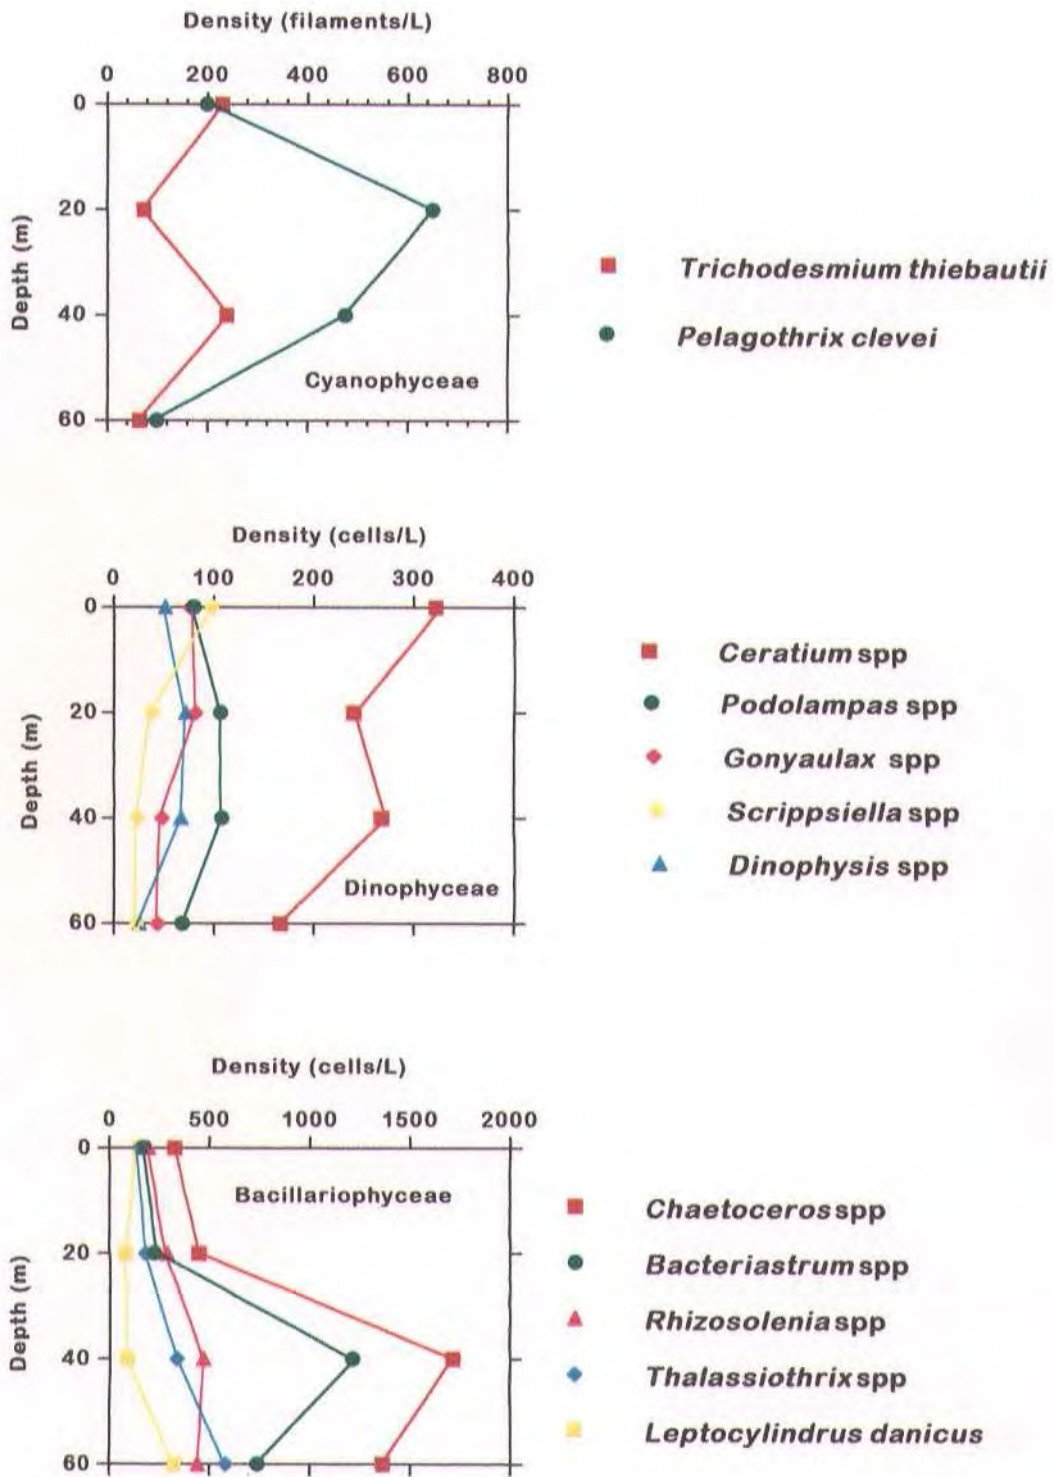 Density (filaments/L)
0 200 400 600 800
0
20
40
60
Depth (m)
Cyanophyceae
Trichodesmium thiebautii
Pelagothrix clevei
Density (cells/L)
0 100 200 300 400
0
20
40
60
Depth (m)
Dinophyceae
Ceratium spp
Podolampas spp
Gonyaulax spp
Scrippsiella spp
Dinophysis spp
Density (cells/L)
0 500 1000 1500 2000
0
20
40
60
Depth (m)
Bacillariophyceae
Chaetoceros spp
Bacteriastrum spp
Rhizosolenia spp
Thalassiothrix spp
Leptocylindrus danicus